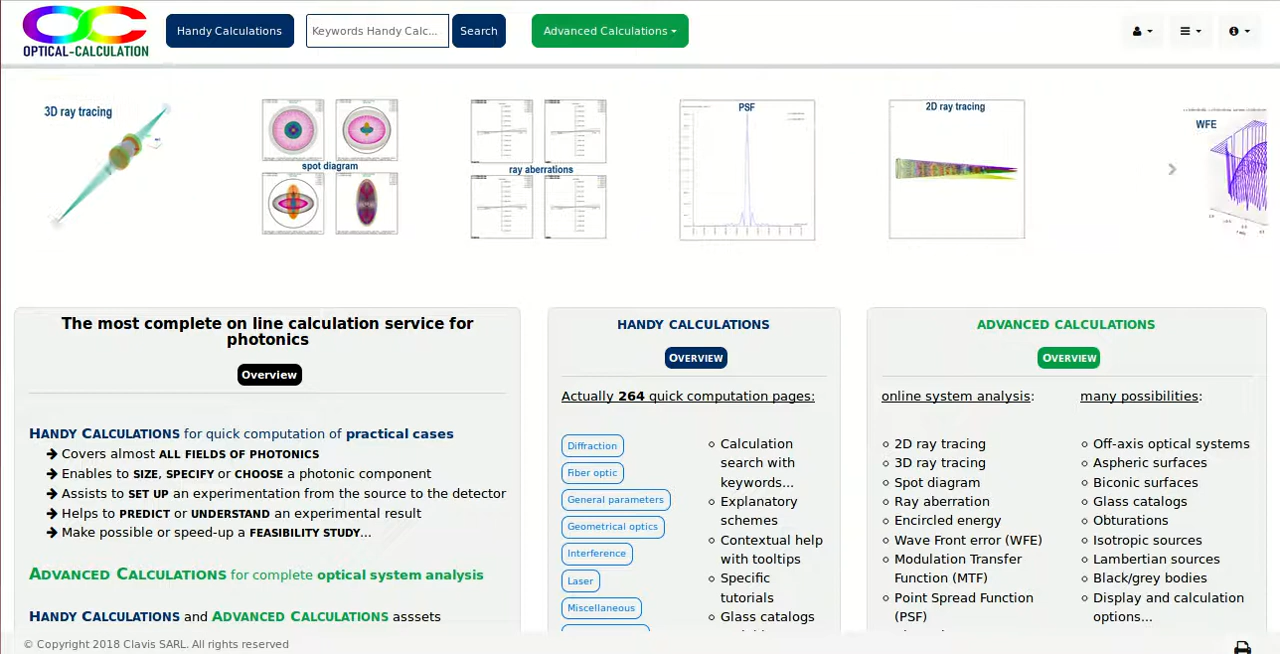 OPTICAL-CALCULATION
Handy Calculations
Keywords Handy Calc...
Search
Advanced Calculations
3D ray tracing
spot diagram
ray aberrations
PSF
2D ray tracing
WFE
The most complete on line calculation service for
photonics
Overview
HANDY CALCULATIONS for quick computation of practical cases
Covers almost ALL FIELDS OF PHOTONICS
Enables to SIZE, SPECIFY or CHOOSE a photonic component
Assists to SET UP an experimentation from the source to the detector
Helps to PREDICT or UNDERSTAND an experimental result
Make possible or speed-up a FEASIBILITY STUDY...
ADVANCED CALCULATIONS for complete optical system analysis
HANDY CALCULATIONS and ADVANCED CALCULATIONS asssets
HANDY CALCULATIONS
OVERVIEW
Actually 264 quick computation pages:
Diffraction
Fiber optic
General parameters
Geometrical optics
Interference
Laser
Miscellaneous
Calculation
search with
keywords...
Explanatory
schemes
Contextual help
with tooltips
Specific
tutorials
Glass catalogs
ADVANCED CALCULATIONS
OVERVIEW
online system analysis:
2D ray tracing
3D ray tracing
Spot diagram
Ray aberration
Encircled energy
Wave Front error (WFE)
Modulation Transfer
Function (MTF)
Point Spread Function
(PSF)
many possibilities:
Off-axis optical systems
Aspheric surfaces
Biconic surfaces
Glass catalogs
Obturations
Isotropic sources
Lambertian sources
Black/grey bodies
Display and calculation
options...
© Copyright 2018 Clavis SARL. All rights reserved